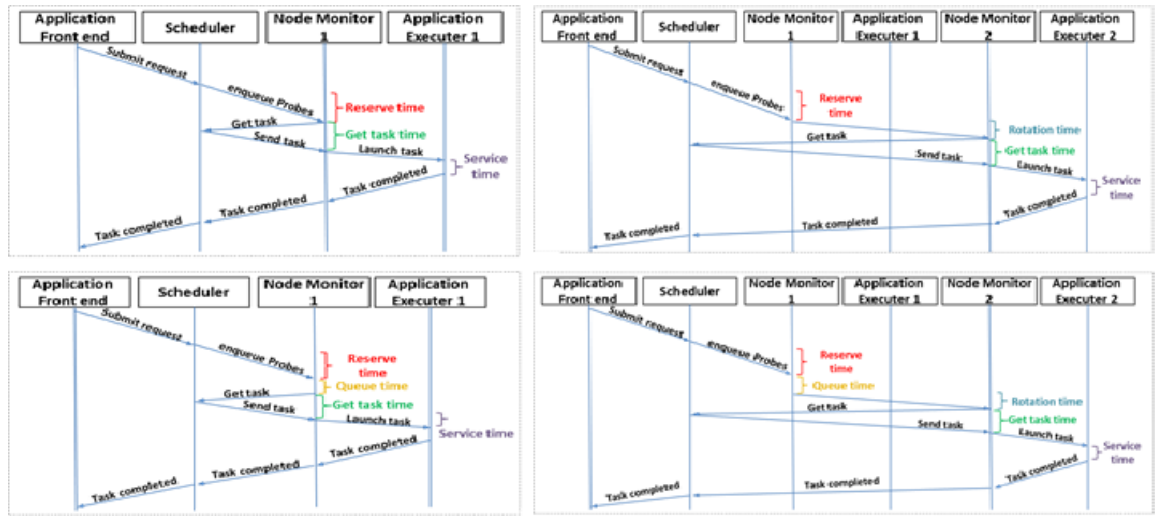 Application
Front end
Scheduler
Node Monitor
1
Application
Executer 1
Submit request
enqueue Probes
Reserve time
Get task
Send task
Get task time
Launch task
Service
time
Task completed
Task completed
Task completed
Application
Front end
Scheduler
Node Monitor
1
Application
Executer 1
Node Monitor
2
Application
Executer 2
Submit request
enqueue Probes
Reserve
time
Rotation time
Get task
Get task time
Send task
Launch task
Service
time
Task completed
Task completed
Task completed
Application
Front end
Scheduler
Node Monitor
1
Application
Executer 1
Submit request
enqueue Probes
Reserve
time
Queue time
Get task
Send task
Get task time
Launch task
Service time
Task completed
Task completed
Task completed
Application
Front end
Scheduler
Node Monitor
1
Application
Executer 1
Node Monitor
2
Application
Executer 2
Submit request
enqueue Probes
Reserve
time
Queue time
Rotation time
Get task
Get task time
Send task
Launch task
Service
time
Task completed
Task completed
Task completed